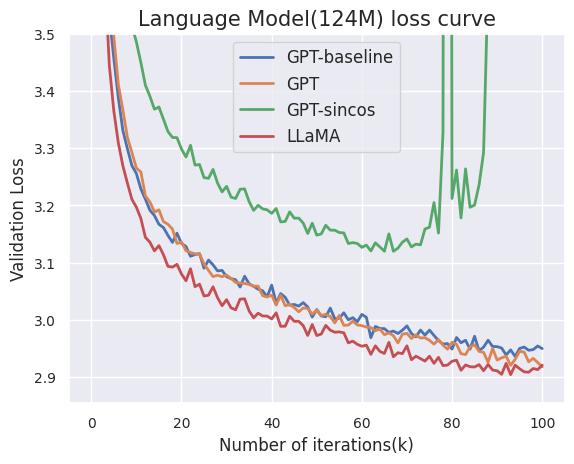 Language Model(124M) loss curve
3.5
3.4
3.3
3.2
3.1
3.0
2.9
Validation Loss
GPT-baseline
GPT
GPT-sincos
LLaMA
0 20 40 60 80 100
Number of iterations(k)